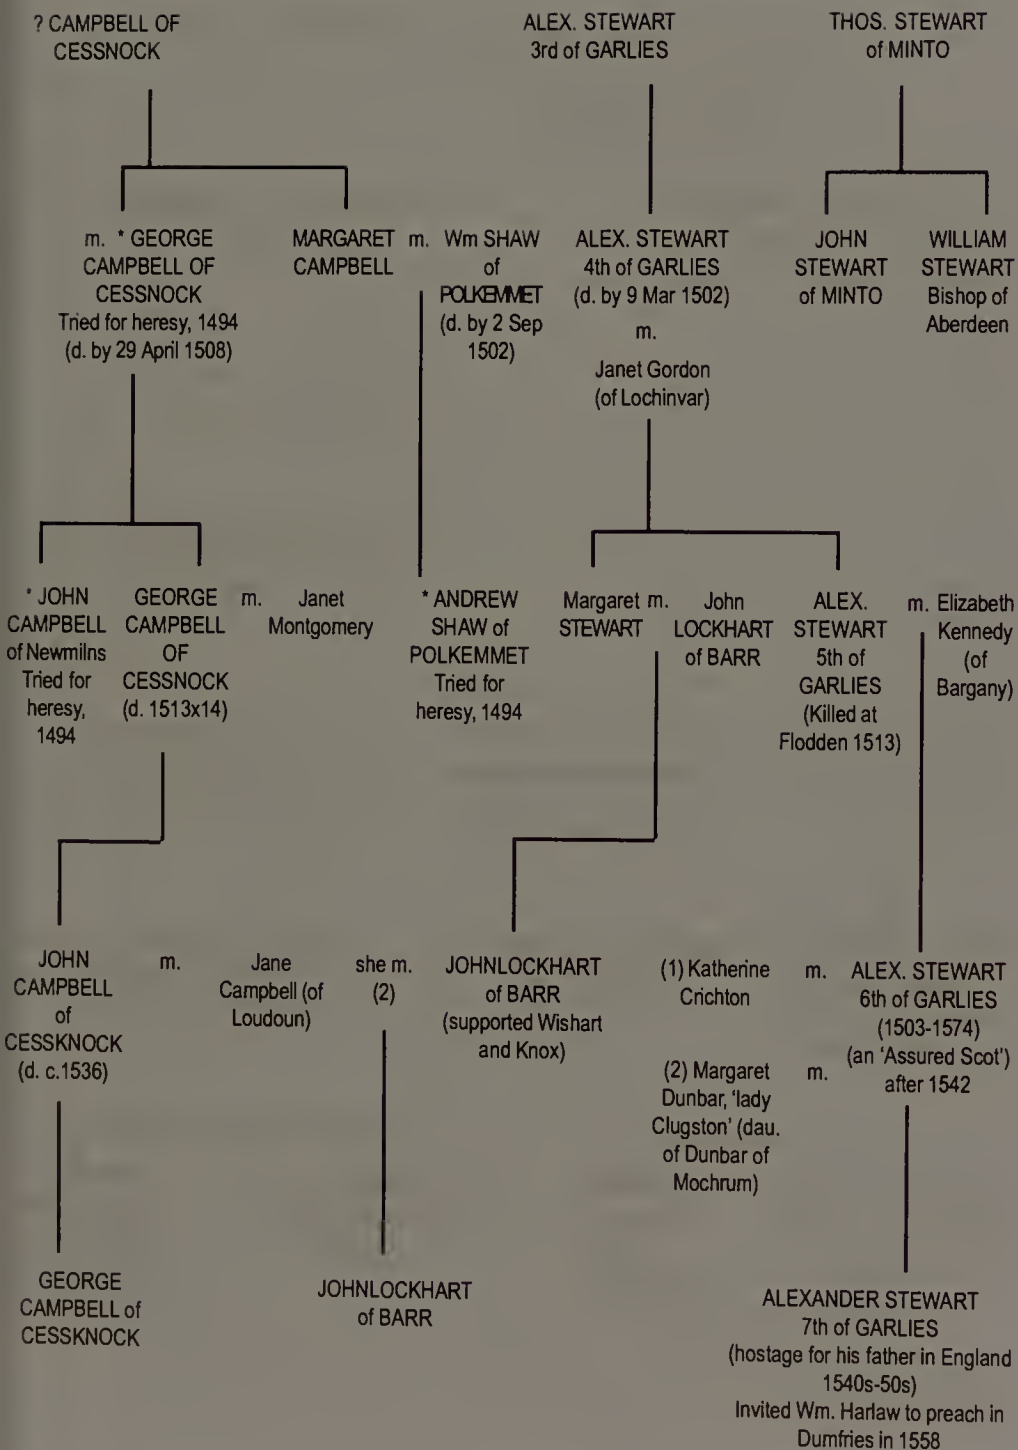 ? CAMPBELL OF
CESSNOCK
ALEX. STEWART
3rd of GARLIES
THOS. STEWART
of MINTO
m. * GEORGE
CAMPBELL OF
CESSNOCK
Tried for heresy, 1494
(d. by 29 April 1508)
MARGARET
CAMPBELL
m.
Wm SHAW
of
POLKEMMET
(d. by 2 Sep
1502)
ALEX. STEWART
4th of GARLIES
(d. by 9 Mar 1502)
m.
Janet Gordon
(of Lochinvar)
JOHN
STEWART
of MINTO
WILLIAM
STEWART
Bishop of
Aberdeen
* JOHN
CAMPBELL
of Newmilns
Tried for
heresy,
1494
GEORGE
CAMPBELL
OF
CESSNOCK
(d. 1513x14)
m.
Janet
Montgomery
* ANDREW
SHAW of
POLKEMMET
Tried for
heresy, 1494
Margaret
STEWART
m.
John
LOCKHART
of BARR
ALEX.
STEWART
5th of
GARLIES
(Killed at
Flodden 1513)
m.
Elizabeth
Kennedy
(of
Bargany)
JOHN
CAMPBELL
of
CESSKNOCK
(d. c.1536)
m.
Jane
Campbell (of
Loudoun)
she m.
(2)
JOHNLOCKHART
of BARR
(supported Wishart
and Knox)
(1) Katherine
Crichton
m.
(2) Margaret
Dunbar, 'lady
Clugston' (dau.
of Dunbar of
Mochrum)
m.
ALEX. STEWART
6th of GARLIES
(1503-1574)
(an 'Assured Scot')
after 1542
GEORGE
CAMPBELL of
CESSKNOCK
JOHNLOCKHART
of BARR
ALEXANDER STEWART
7th of GARLIES
(hostage for his father in England
1540s-50s)
Invited Wm. Harlaw to preach in
Dumfries in 1558